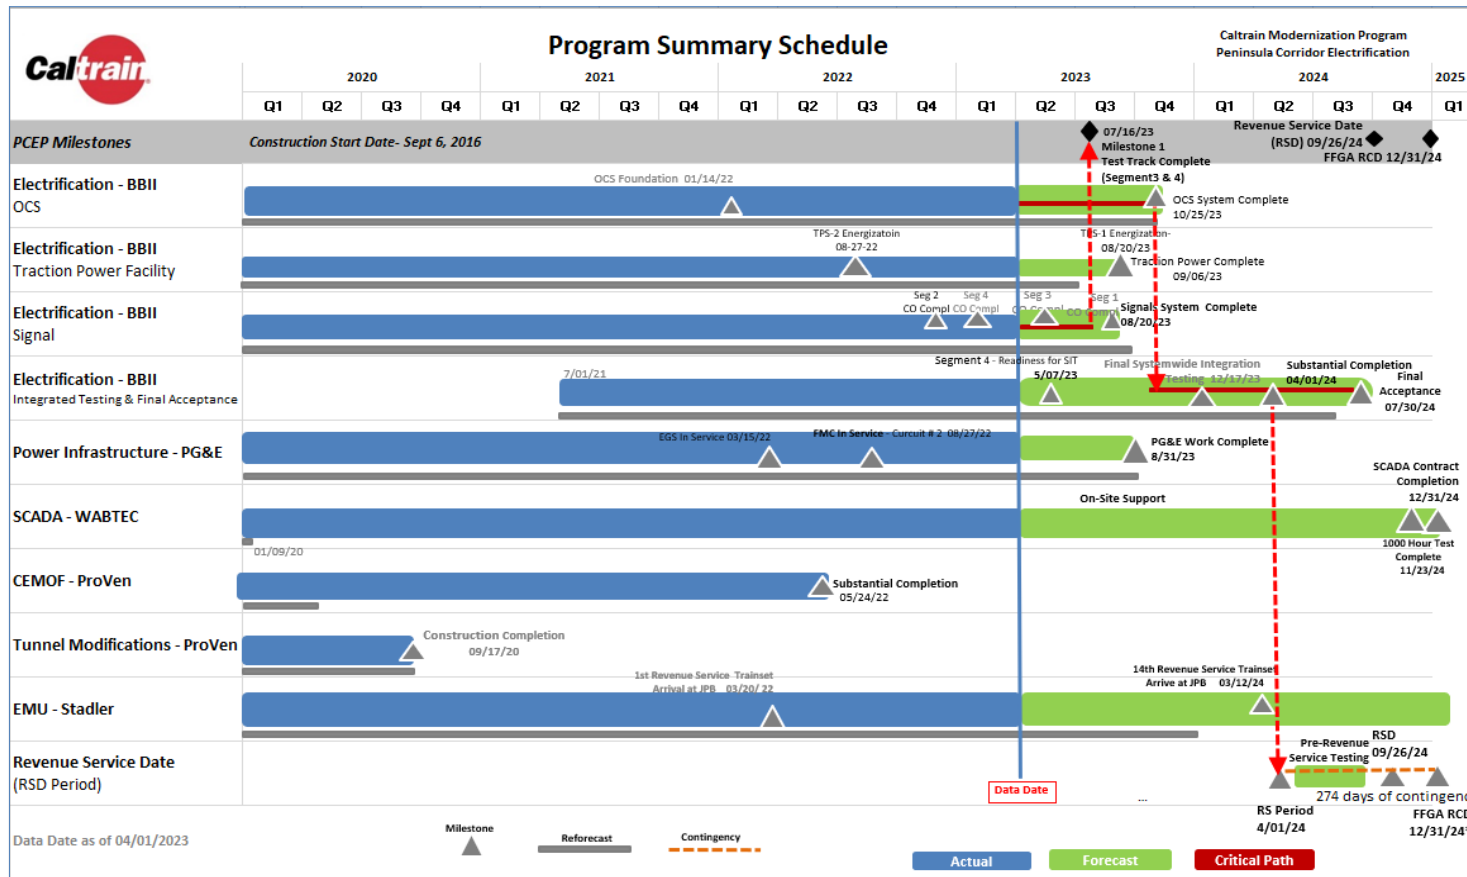 Caltrain
Program Summary Schedule
Caltrain Modernization Program
Peninsula Corridor Electrification
2020 2021 2022 2023 2024 2025
Q1 Q2 Q3 Q4 Q1 Q2 Q3 Q4 Q1 Q2 Q3 Q4 Q1 Q2 Q3 Q4 Q1 Q2 Q3 Q4 Q1
PCEP Milestones
Construction Start Date- Sept 6, 2016
07/16/23
Milestone 1
Test Track Complete
(Segment3 & 4)
Revenue Service Date
(RSD) 09/26/24
FFGA RCD 12/31/24
Electrification - BBII
OCS
OCS Foundation 01/14/22
OCS System Complete
10/25/23
Electrification - BBII
Traction Power Facility
TPS-2 Energizatoin
08-27-22
TPS-1 Energization-
08/20/23
Traction Power Complete
09/06/23
Electrification - BBII
Signal
Seg 2
CO Compl
Seg 4
CO Compl
Seg 3
CO Compl
Seg 1
CO Compl
Signals System Complete
08/20/23
Electrification - BBII
Integrated Testing & Final Acceptance
7/01/21
Segment 4 - Readiness for SIT
5/07/23
Final Systemwide Integration
Testing 12/17/23
Substantial Completion
04/01/24
Final
Acceptance
07/30/24
Power Infrastructure - PG&E
EGS In Service 03/15/22
FMC In Service - Curcuit # 2 08/27/22
PG&E Work Complete
8/31/23
SCADA - WABTEC
01/09/20
On-Site Support
SCADA Contract
Completion
12/31/24
1000 Hour Test
Complete
11/23/24
CEMOF - ProVen
Substantial Completion
05/24/22
Tunnel Modifications - ProVen
Construction Completion
09/17/20
EMU - Stadler
1st Revenue Service Trainset
Arrival at JPB 03/20/ 22
14th Revenue Service Trainset
Arrive at JPB 03/12/24
Revenue Service Date
(RSD Period)
Data Date
...
Pre-Revenue
Service Testing
RSD
09/26/24
274 days of contingenc
RS Period
4/01/24
FFGA RCD
12/31/24*
Data Date as of 04/01/2023
Milestone
Reforecast
Contingency
Actual
Forecast
Critical Path